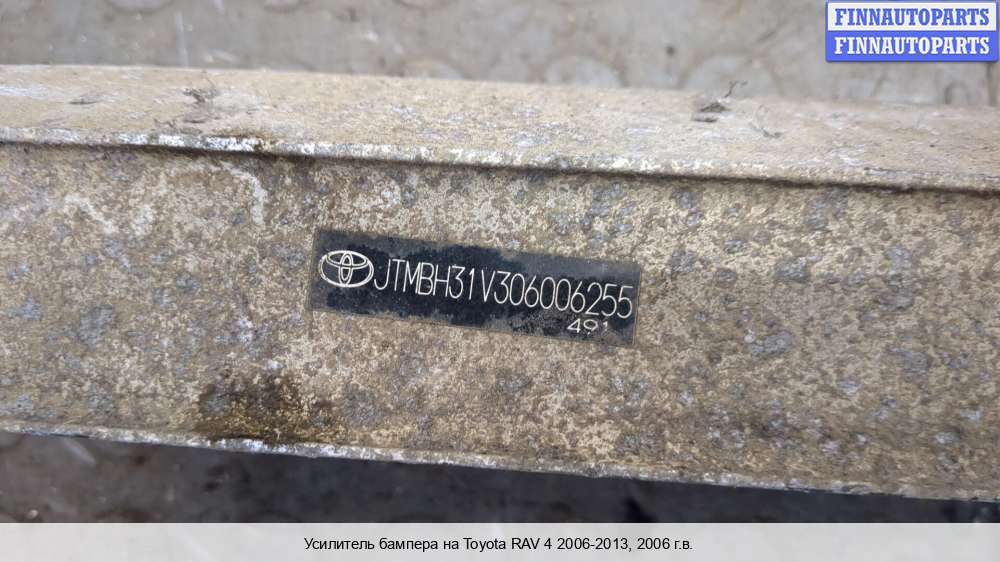 FINNAUTOPARTS
FINNAUTOPARTS
JTMBH31V306006255
491
Усилитель бампера на Toyota RAV 4 2006-2013, 2006 г.в.